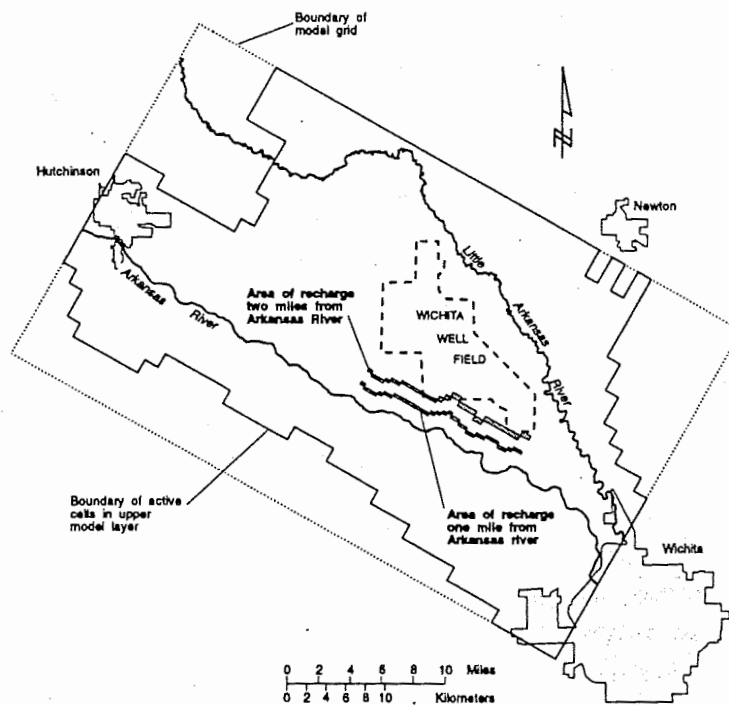 Boundary of
model grid
Hutchinson
Newton
Little
Arkansas
River
Arkansas
River
Area of recharge
two miles from
Arkansas River
WICHITA
WELL
FIELD
Boundary of active
cells in upper
model layer
Area of recharge
one mile from
Arkansas river
Wichita
0 2 4 6 8 10 Miles
0 2 4 6 8 10 Kilometers
N